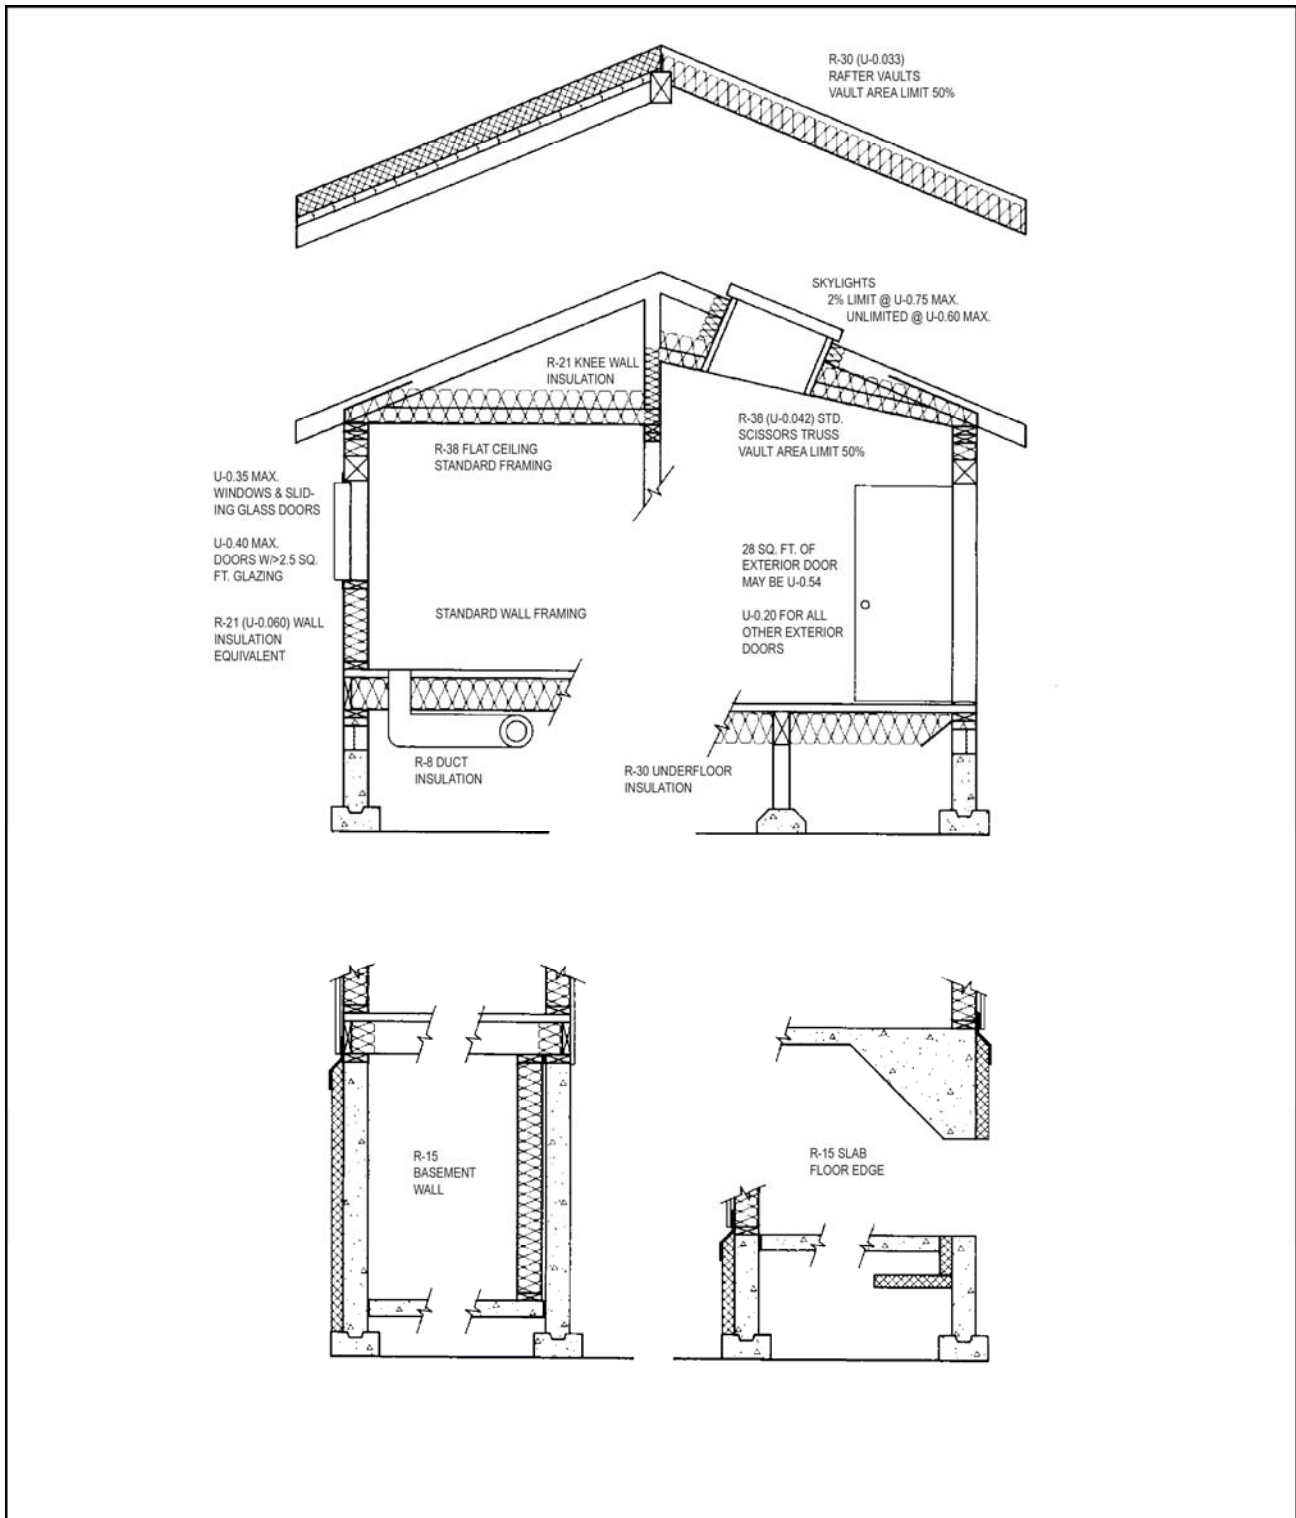 R-30 (U-0.033)
RAFTER VAULTS
VAULT AREA LIMIT 50%
SKYLIGHTS
2% LIMIT @ U-0.75 MAX.
UNLIMITED @ U-0.60 MAX.
R-21 KNEE WALL
INSULATION
R-38 (U-0.042) STD.
SCISSORS TRUSS
VAULT AREA LIMIT 50%
R-38 FLAT CEILING
STANDARD FRAMING
U-0.35 MAX.
WINDOWS & SLID-
ING GLASS DOORS
U-0.40 MAX.
DOORS W/>2.5 SQ.
FT. GLAZING
R-21 (U-0.060) WALL
INSULATION
EQUIVALENT
STANDARD WALL FRAMING
28 SQ. FT. OF
EXTERIOR DOOR
MAY BE U-0.54
U-0.20 FOR ALL
OTHER EXTERIOR
DOORS
R-8 DUCT
INSULATION
R-30 UNDERFLOOR
INSULATION
R-15
BASEMENT
WALL
R-15 SLAB
FLOOR EDGE